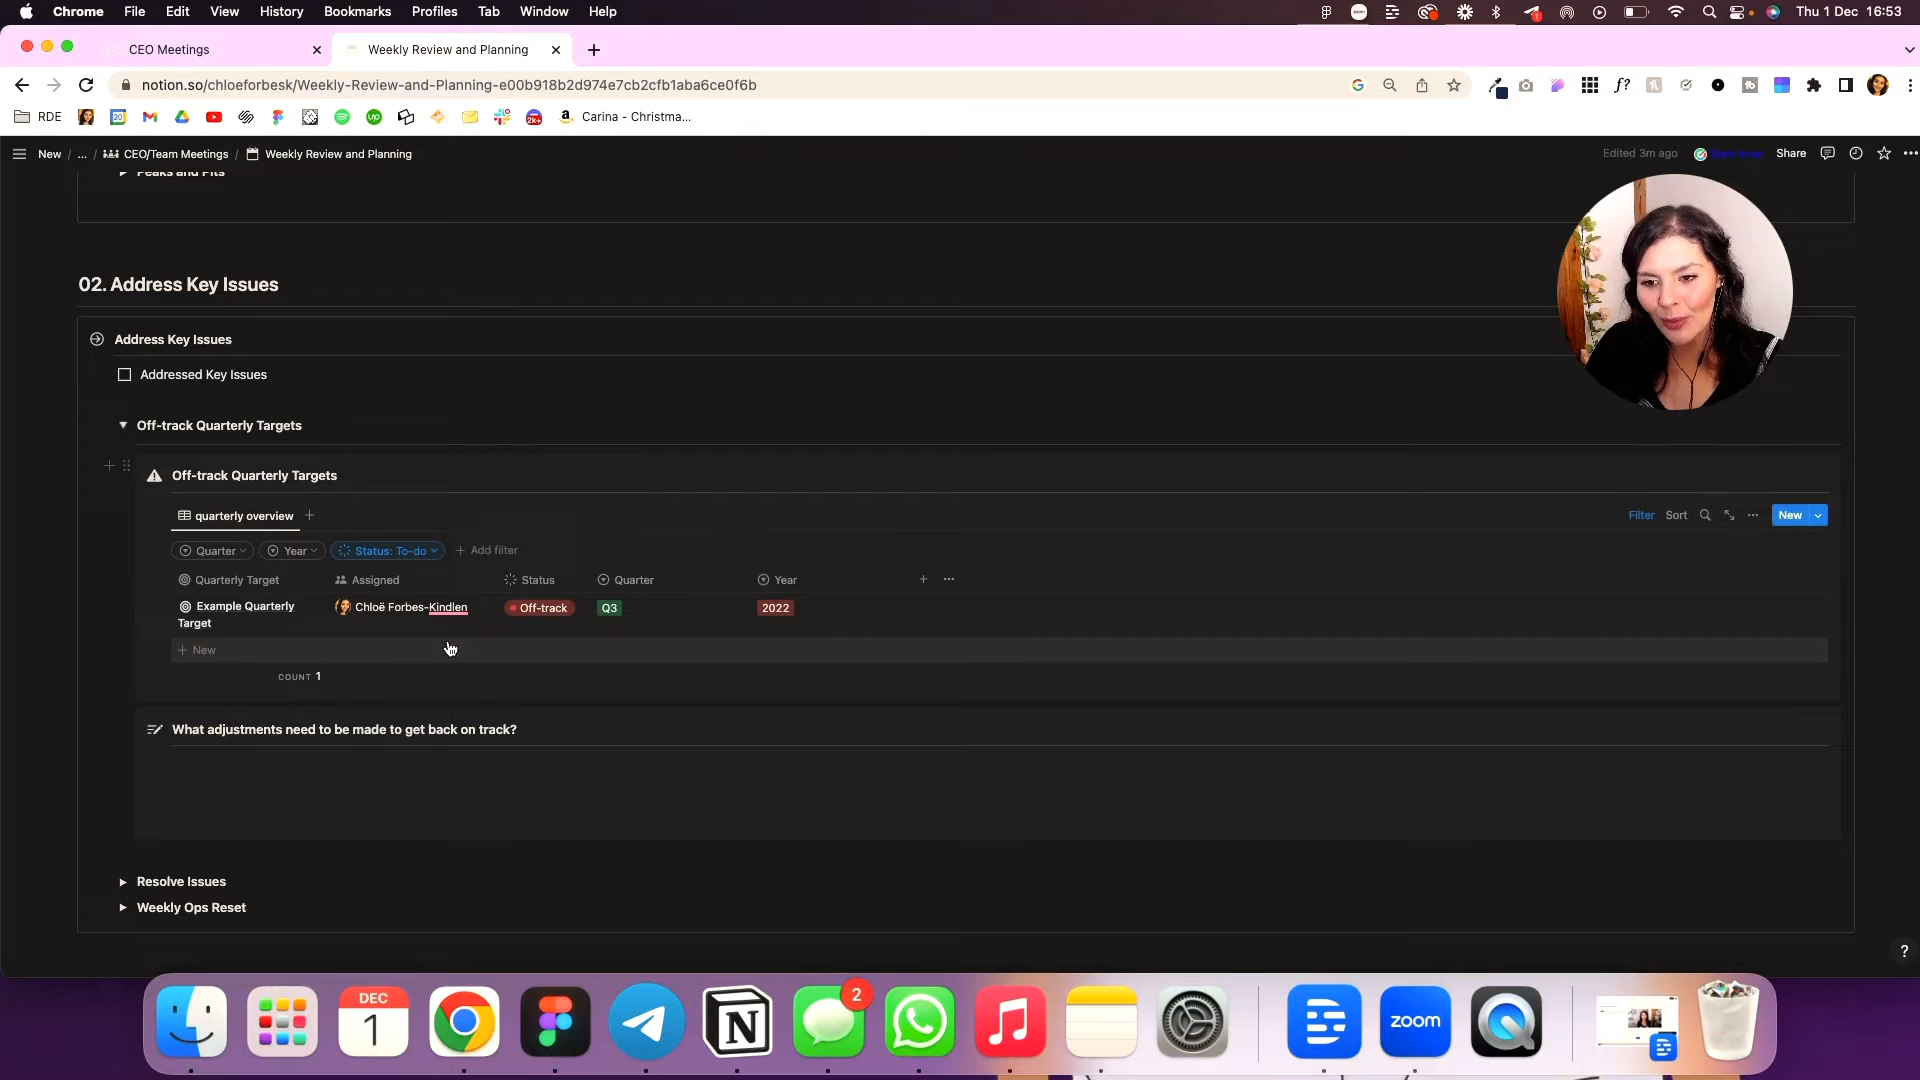 Chrome File Edit View History Bookmarks Profiles Tab Window Help Thu 1 Dec 16:53
CEO Meetings Weekly Review and Planning
notion.so/chloeforbesk/Weekly-Review-and-Planning-e00b918b2d974e7cb2cfb1aba6ce0f6b
RDE Carina - Christma...
New / ... / CEO/Team Meetings / Weekly Review and Planning Edited 3m ago Share
Peaks and Pits
02. Address Key Issues
Address Key Issues
Addressed Key Issues
Off-track Quarterly Targets
Off-track Quarterly Targets
quarterly overview Filter Sort New
Quarter Year Status: To-do Add filter
Quarterly Target Assigned Status Quarter Year
Example Quarterly Target Chloë Forbes-Kindlen Off-track Q3 2022
New
COUNT 1
What adjustments need to be made to get back on track?
Resolve Issues
Weekly Ops Reset
?
DEC
1
2
zoom